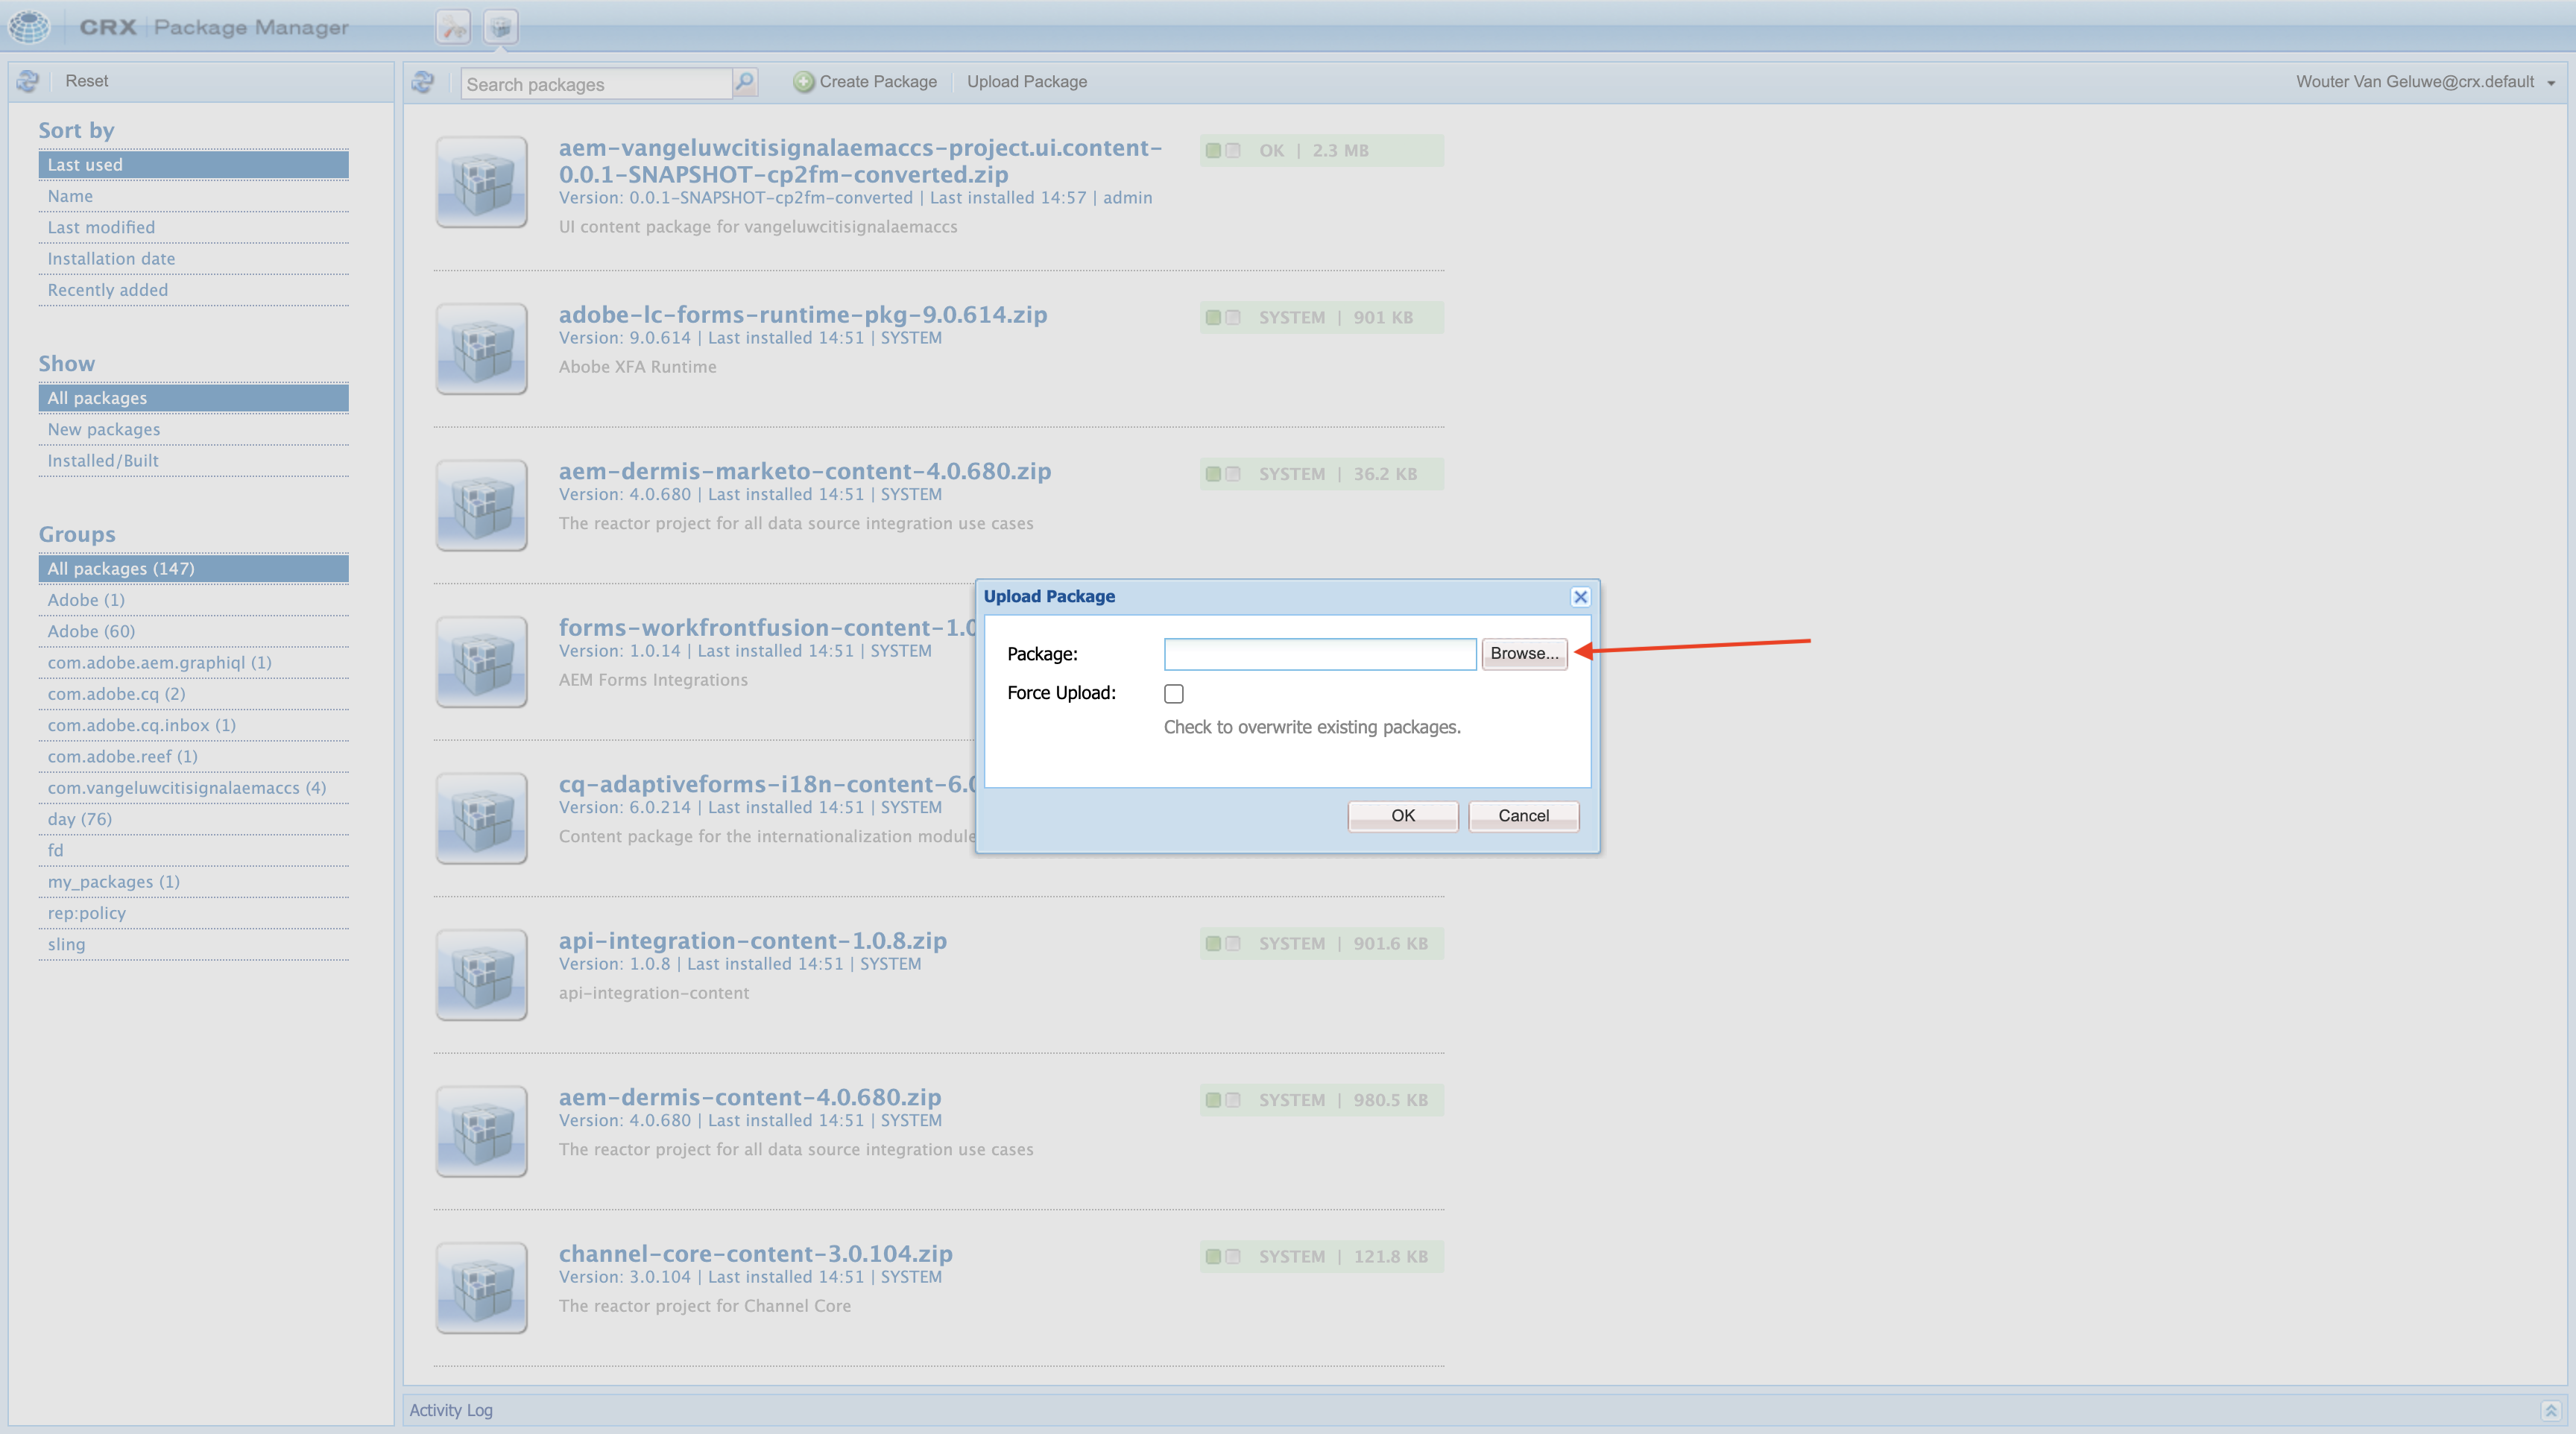 CRX | Package Manager
Reset
Search packages
Create Package
Upload Package
Wouter Van Geluwe@crx.default
Sort by
Last used
Name
Last modified
Installation date
Recently added
Show
All packages
New packages
Installed/Built
Groups
All packages (147)
Adobe (1)
Adobe (60)
com.adobe.aem.graphiql (1)
com.adobe.cq (2)
com.adobe.cq.inbox (1)
com.adobe.reef (1)
com.vangeluwcitisignalaemaccs (4)
day (76)
fd
my_packages (1)
rep:policy
sling
aem-vangeluwcitisignalaemaccs-project.ui.content-
0.0.1-SNAPSHOT-cp2fm-converted.zip
Version: 0.0.1-SNAPSHOT-cp2fm-converted | Last installed 14:57 | admin
UI content package for vangeluwcitisignalaemaccs
OK | 2.3 MB
adobe-lc-forms-runtime-pkg-9.0.614.zip
Version: 9.0.614 | Last installed 14:51 | SYSTEM
Abobe XFA Runtime
SYSTEM | 901 KB
aem-dermis-marketo-content-4.0.680.zip
Version: 4.0.680 | Last installed 14:51 | SYSTEM
The reactor project for all data source integration use cases
SYSTEM | 36.2 KB
forms-workfrontfusion-content-1.0
Version: 1.0.14 | Last installed 14:51 | SYSTEM
AEM Forms Integrations
cq-adaptiveforms-i18n-content-6.0
Version: 6.0.214 | Last installed 14:51 | SYSTEM
Content package for the internationalization module
Upload Package
Package:
Browse...
Force Upload:
Check to overwrite existing packages.
OK
Cancel
api-integration-content-1.0.8.zip
Version: 1.0.8 | Last installed 14:51 | SYSTEM
api-integration-content
SYSTEM | 901.6 KB
aem-dermis-content-4.0.680.zip
Version: 4.0.680 | Last installed 14:51 | SYSTEM
The reactor project for all data source integration use cases
SYSTEM | 980.5 KB
channel-core-content-3.0.104.zip
Version: 3.0.104 | Last installed 14:51 | SYSTEM
The reactor project for Channel Core
SYSTEM | 121.8 KB
Activity Log